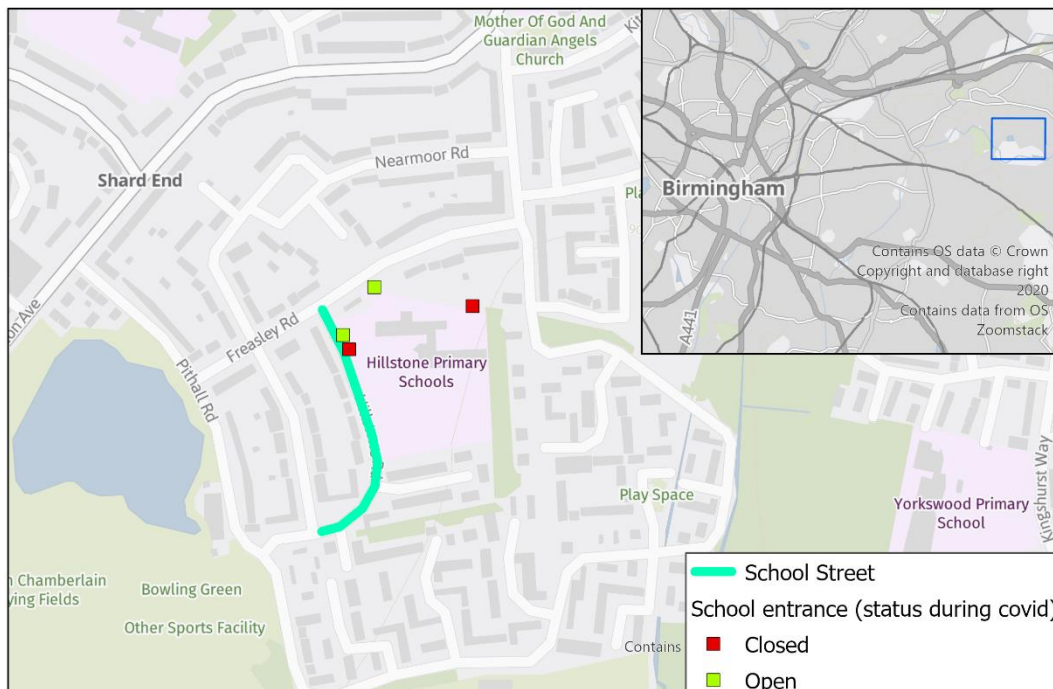 Mother Of God And
Guardian Angels
Church
Nearmoor Rd
Shard End
Freasley Rd
Pithall Rd
Hillstone Primary
Schools
Play Space
Yorkswood Primary
School
Kingshurst Way
Chamberlain
Bowling Green
Other Sports Facility
Contains
Birmingham
A441
Contains OS data © Crown
Copyright and database right
2020
Contains data from OS
Zoomstack
School Street
School entrance (status during covid)
Closed
Open